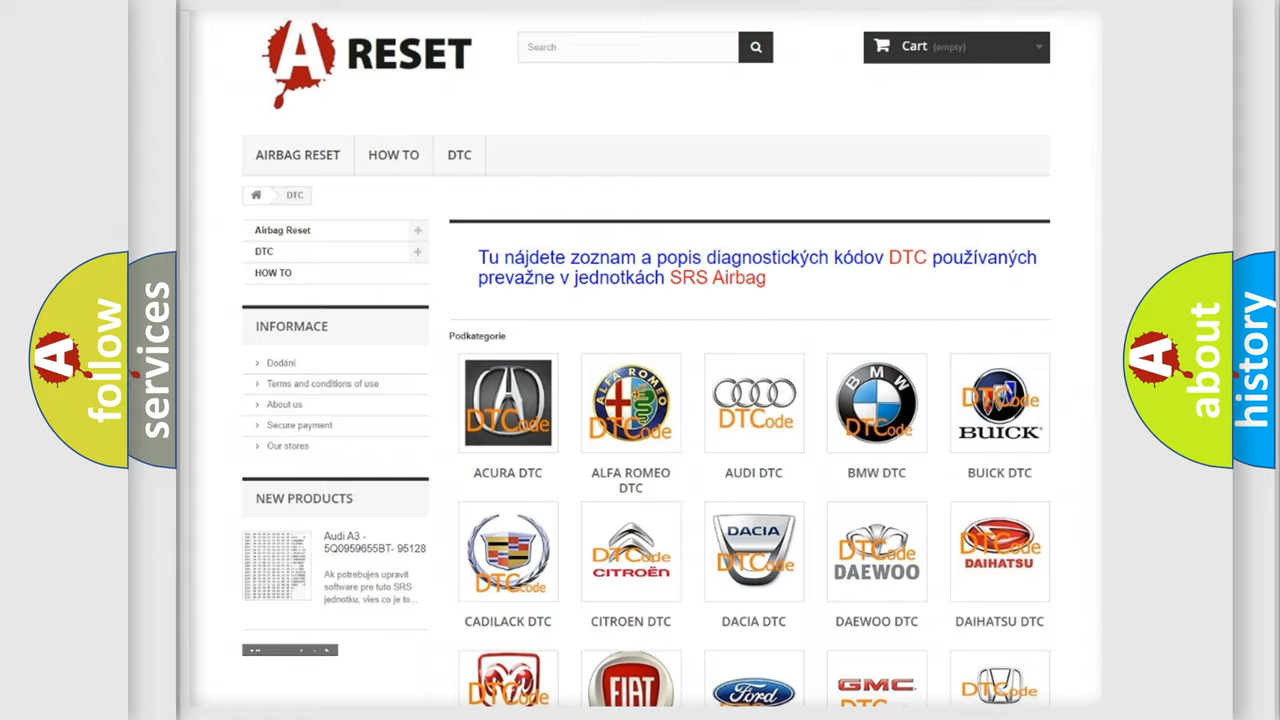 A RESET
Search
Cart (empty)
AIRBAG RESET
HOW TO
DTC
DTC
Airbag Reset
DTC
HOW TO
INFORMACE
Dodání
Terms and conditions of use
About us
Secure payment
Our stores
NEW PRODUCTS
Audi A3 -
5Q0959655BT- 95128
Ak potrebujes upravit
software pre tuto SRS
jednotku, vies co je to...
Tu nájdete zoznam a popis diagnostických kódov DTC používaných
prevažne v jednotkách SRS Airbag
Podkategorie
DTCode
ALFA ROMEO
DTCode
DTCode
BMW
DTCode
DTCode
BUICK
ACURA DTC
ALFA ROMEO
DTC
AUDI DTC
BMW DTC
BUICK DTC
DTCode
DTCode
CITROËN
DACIA
DTCode
DTCode
DAEWOO
DTCode
DAIHATSU
CADILACK DTC
CITROEN DTC
DACIA DTC
DAEWOO DTC
DAIHATSU DTC
DTCode
FIAT
Ford
DTCode
GMC
DTCode
A follow
services
A about
history